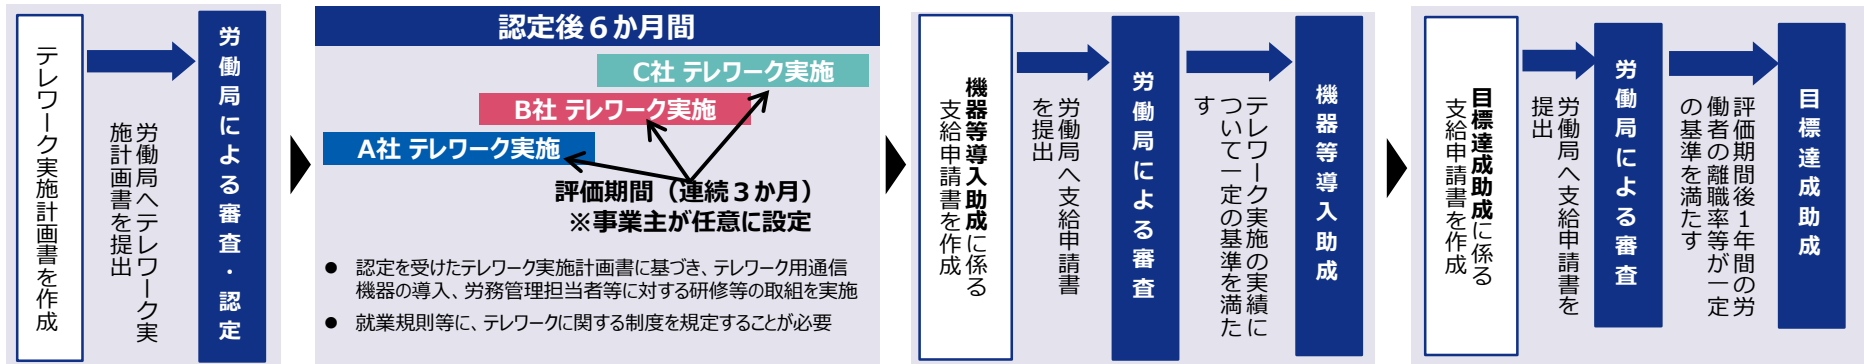 テレワーク実施計画書を作成
労働局へテレワーク実
施計画書を提出
労働局による審査・認定
認定後６か月間
C社 テレワーク実施
B社 テレワーク実施
A社 テレワーク実施
評価期間（連続３か月）
※事業主が任意に設定
● 認定を受けたテレワーク実施計画書に基づき、テレワーク用通信
機器の導入、労務管理担当者等に対する研修等の取組を実施
● 就業規則等に、テレワークに関する制度を規定することが必要
機器等導入助成に係る
支給申請書を作成
労働局へ支給申請書
を提出
労働局による審査
テレワーク実施の実績に
ついて一定の基準を満た
す
機器等導入助成
目標達成助成に係る
支給申請書を作成
労働局へ支給申請書を
提出
労働局による審査
評価期間後１年間の労
働者の離職率等が一定
の基準を満たす
目標達成助成